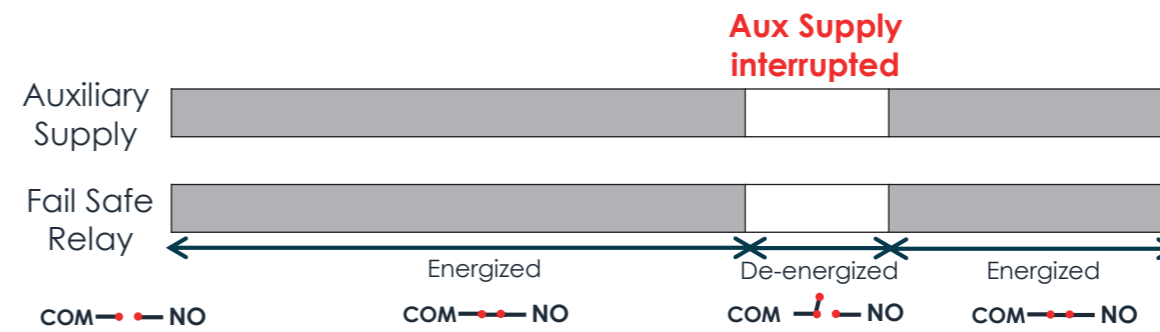 Aux Supply
interrupted
Auxiliary
Supply
Fail Safe
Relay
Energized
De-energized
Energized
COM NO
COM NO
COM NO
COM NO